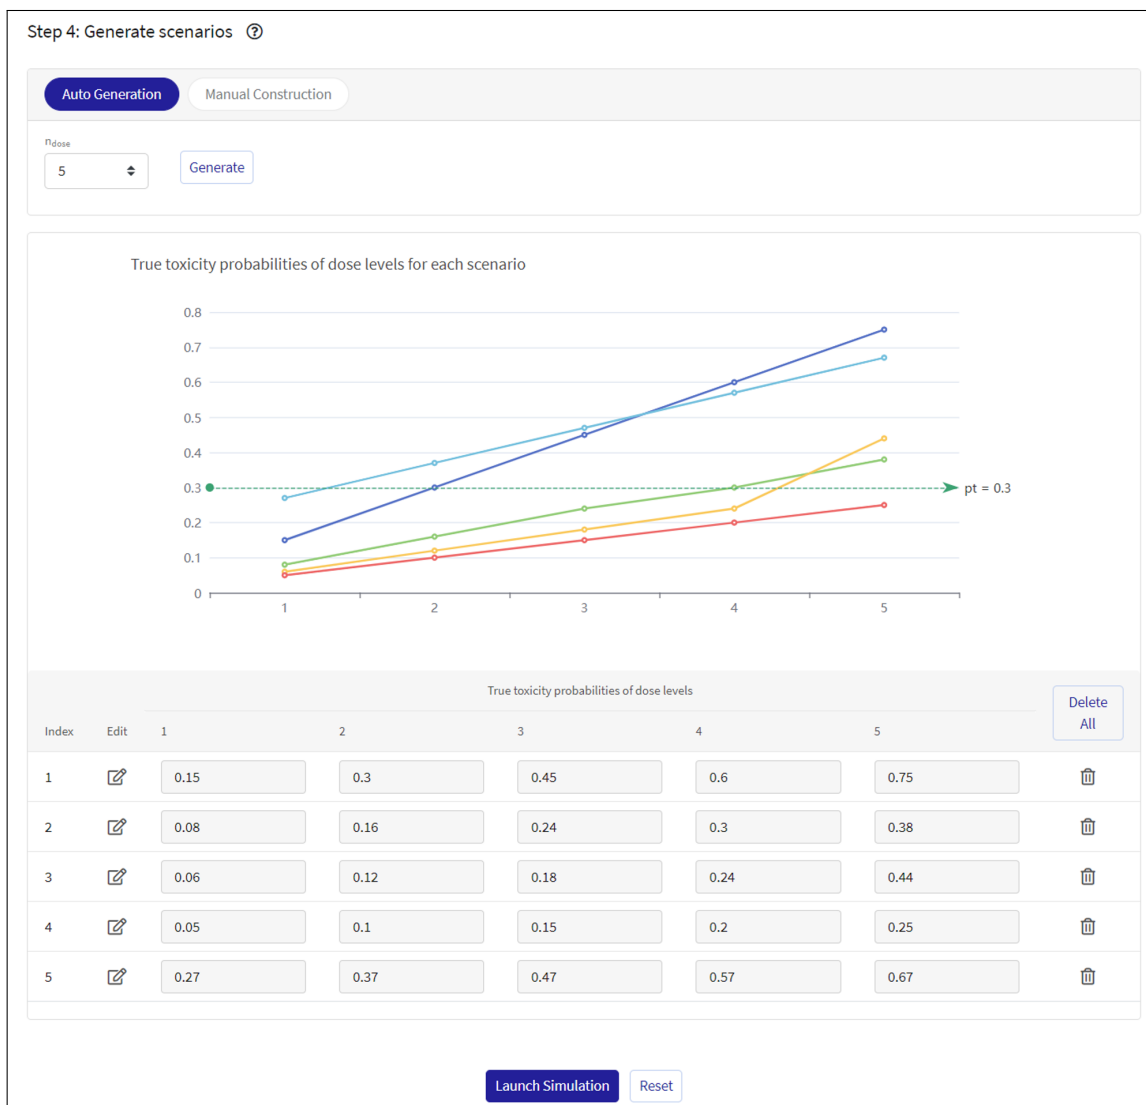 Step 4: Generate scenarios ?
Auto Generation Manual Construction
ndose
5 Generate
True toxicity probabilities of dose levels for each scenario
0.8
0.7
0.6
0.5
0.4
0.3 pt = 0.3
0.2
0.1
0
1 2 3 4 5
True toxicity probabilities of dose levels
Delete All
Index Edit 1 2 3 4 5
1 0.15 0.3 0.45 0.6 0.75
2 0.08 0.16 0.24 0.3 0.38
3 0.06 0.12 0.18 0.24 0.44
4 0.05 0.1 0.15 0.2 0.25
5 0.27 0.37 0.47 0.57 0.67
Launch Simulation Reset